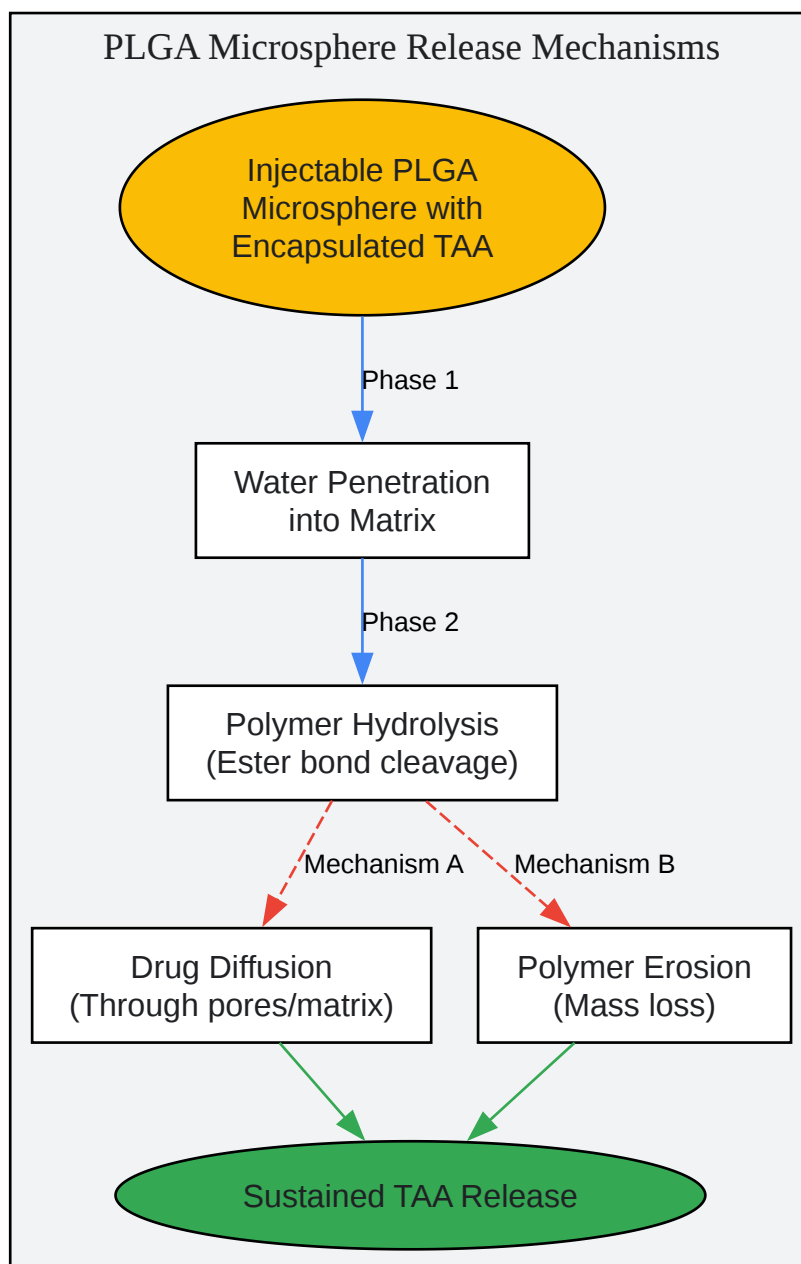 PLGA Microsphere Release Mechanisms
Injectable PLGA
Microsphere with
Encapsulated TAA
Phase 1
Water Penetration
into Matrix
Phase 2
Polymer Hydrolysis
(Ester bond cleavage)
Mechanism A
Mechanism B
Drug Diffusion
(Through pores/matrix)
Polymer Erosion
(Mass loss)
Sustained TAA Release